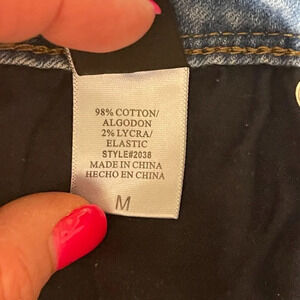 98% COTTON/
ALGODON
2% LYCRA/
ELASTIC
STYLE#2038
MADE IN CHINA
HECHO EN CHINA
M